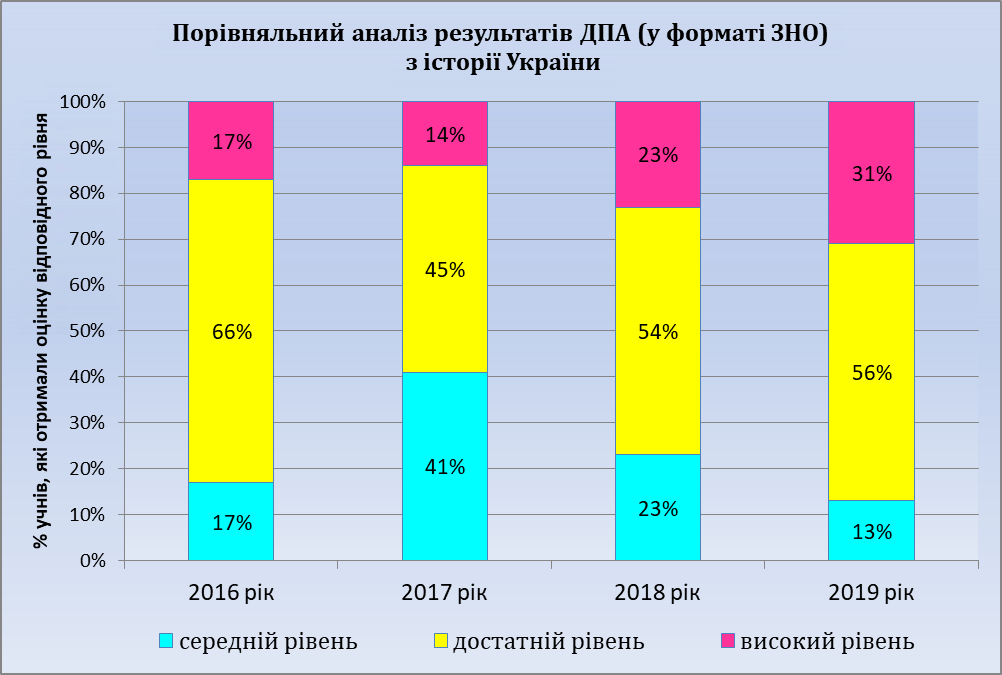 Порівняльний аналіз результатів ДПА (у форматі ЗНО)
з історії України
% учнів, які отримали оцінку відповідного рівня
100%
90%
80%
70%
60%
50%
40%
30%
20%
10%
0%
17%
14%
23%
31%
66%
45%
54%
56%
17%
41%
23%
13%
2016 рік
2017 рік
2018 рік
2019 рік
середній рівень
достатній рівень
високий рівень